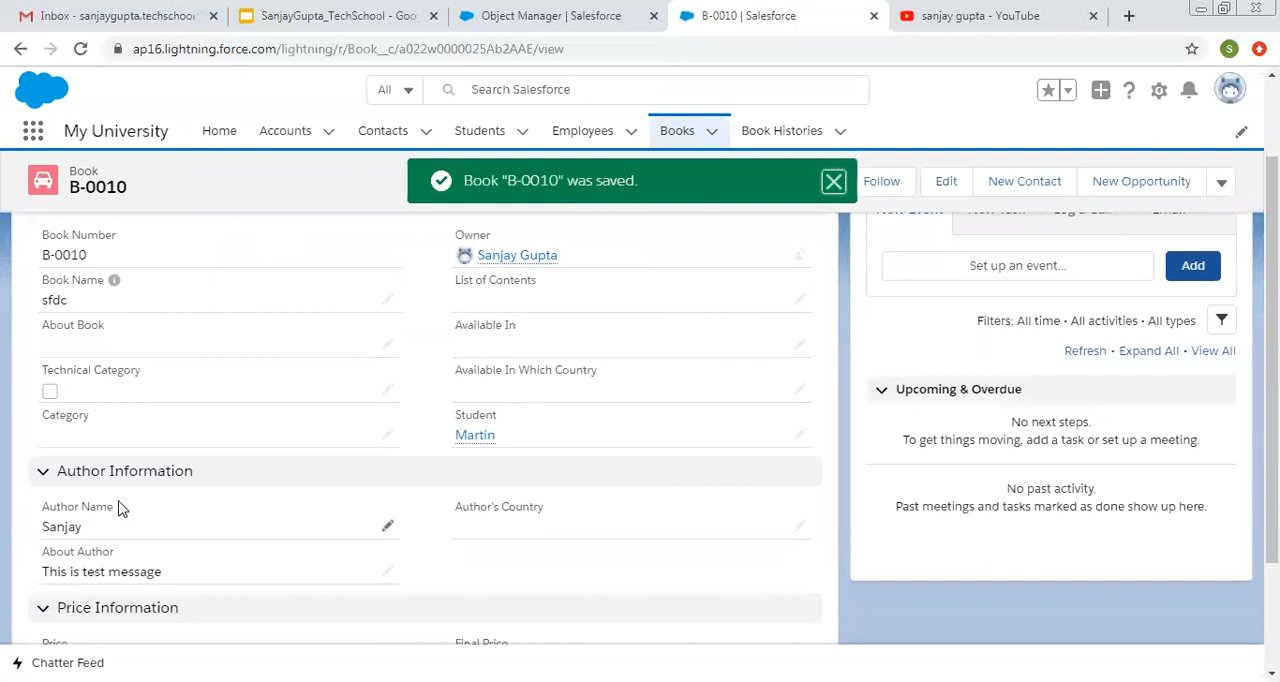 Inbox - sanjaygupta.techschool
SanjayGupta_TechSchool - Goo
Object Manager | Salesforce
B-0010 | Salesforce
sanjay gupta - YouTube
ap16.lightning.force.com/lightning/r/Book__c/a022w0000025Ab2AAE/view
S
All
Search Salesforce
My University
Home
Accounts
Contacts
Students
Employees
Books
Book Histories
Book
B-0010
Book "B-0010" was saved.
Follow
Edit
New Contact
New Opportunity
Book Number
B-0010
Owner
Sanjay Gupta
Book Name
sfdc
List of Contents
About Book
Available In
Technical Category
Available In Which Country
Category
Student
Martin
Author Information
Author Name
Sanjay
Author's Country
About Author
This is test message
Price Information
Price
Final Price
Set up an event...
Add
Filters: All time • All activities • All types
Refresh • Expand All • View All
Upcoming & Overdue
No next steps.
To get things moving, add a task or set up a meeting.
No past activity.
Past meetings and tasks marked as done show up here.
Chatter Feed